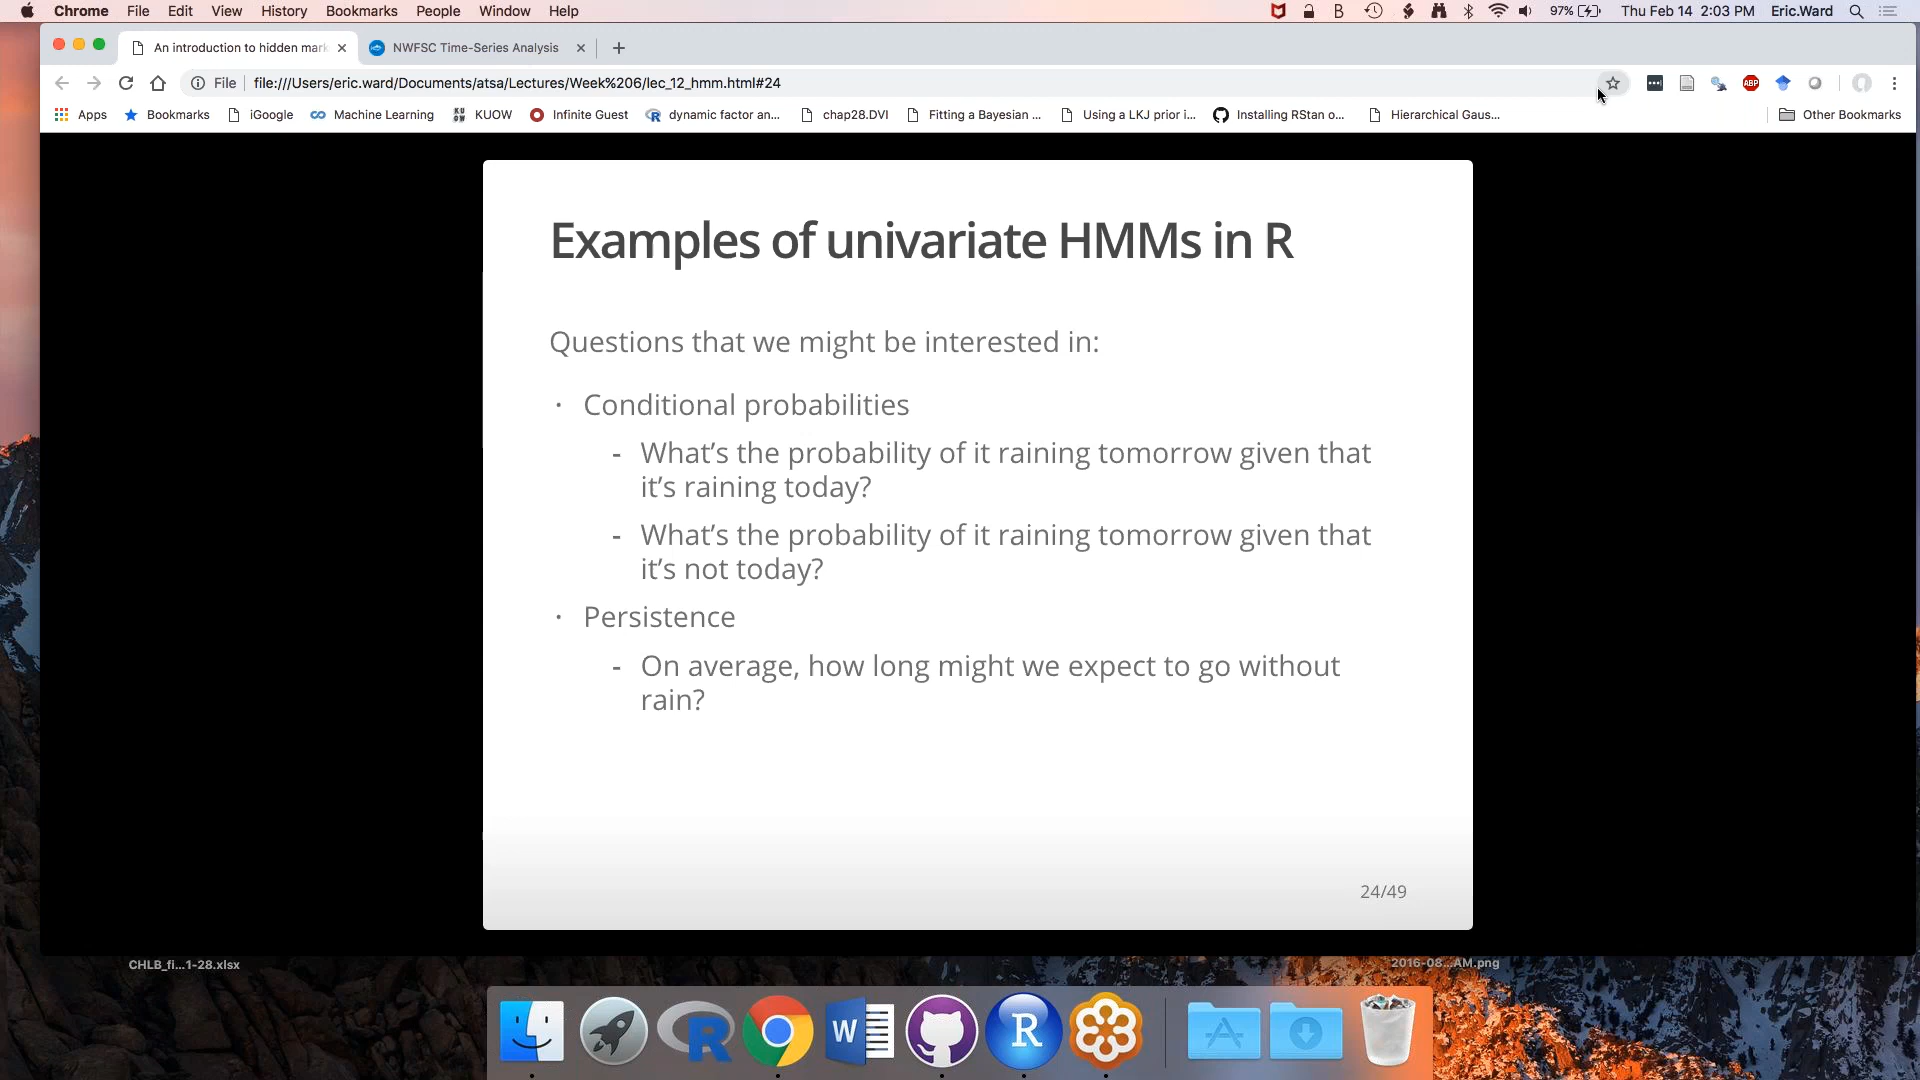 Chrome File Edit View History Bookmarks People Window Help B 97% Thu Feb 14 2:03 PM Eric.Ward
An introduction to hidden mark NWFSC Time-Series Analysis
File file:///Users/eric.ward/Documents/atsa/Lectures/Week%206/lec_12_hmm.html#24 ABP
Apps Bookmarks iGoogle Machine Learning KUOW KUOW Infinite Guest dynamic factor an... chap28.DVI Fitting a Bayesian ... Using a LKJ prior i... Installing RStan o... Hierarchical Gaus... Other Bookmarks
Examples of univariate HMMs in R
Questions that we might be interested in:
· Conditional probabilities
- What’s the probability of it raining tomorrow given that
it’s raining today?
- What’s the probability of it raining tomorrow given that
it’s not today?
· Persistence
- On average, how long might we expect to go without
rain?
24/49
CHLB_fi...1-28.xlsx 2016-08...AM.png
R W R